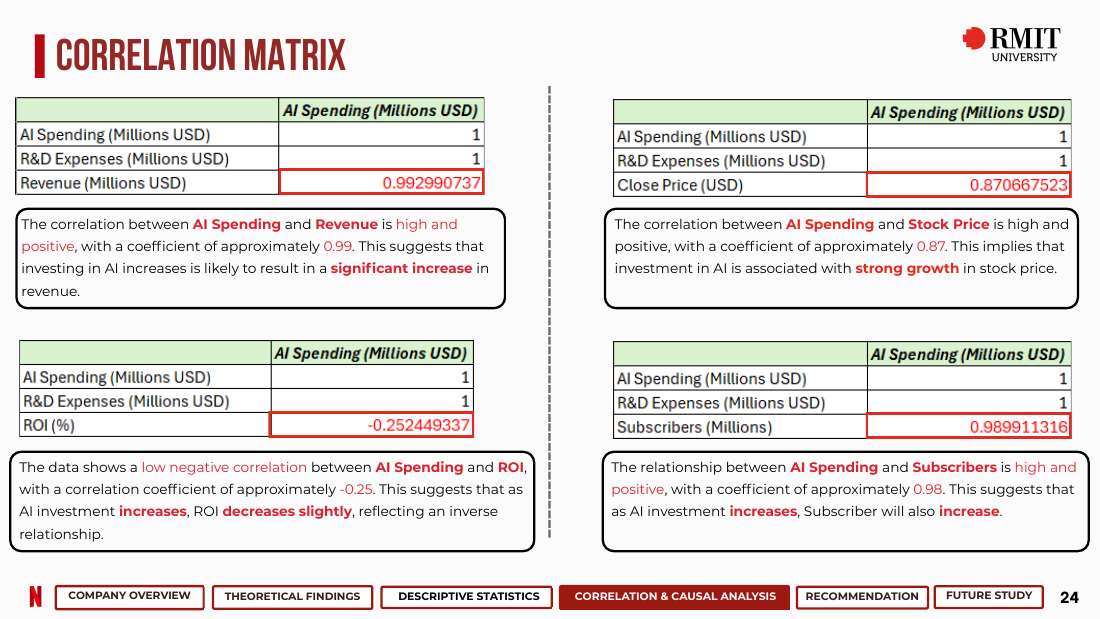 CORRELATION MATRIX
RMIT
UNIVERSITY
AI Spending (Millions USD)
AI Spending (Millions USD) 1
R&D Expenses (Millions USD) 1
Revenue (Millions USD) 0.992990737
The correlation between AI Spending and Revenue is high and
positive, with a coefficient of approximately 0.99. This suggests that
investing in AI increases is likely to result in a significant increase in
revenue.
AI Spending (Millions USD)
AI Spending (Millions USD) 1
R&D Expenses (Millions USD) 1
ROI (%) -0.252449337
The data shows a low negative correlation between AI Spending and ROI,
with a correlation coefficient of approximately -0.25. This suggests that as
AI investment increases, ROI decreases slightly, reflecting an inverse
relationship.
AI Spending (Millions USD)
AI Spending (Millions USD) 1
R&D Expenses (Millions USD) 1
Close Price (USD) 0.870667523
The correlation between AI Spending and Stock Price is high and
positive, with a coefficient of approximately 0.87. This implies that
investment in AI is associated with strong growth in stock price.
AI Spending (Millions USD)
AI Spending (Millions USD) 1
R&D Expenses (Millions USD) 1
Subscribers (Millions) 0.989911316
The relationship between AI Spending and Subscribers is high and
positive, with a coefficient of approximately 0.98. This suggests that
as AI investment increases, Subscriber will also increase.
N COMPANY OVERVIEW THEORETICAL FINDINGS DESCRIPTIVE STATISTICS CORRELATION & CAUSAL ANALYSIS RECOMMENDATION FUTURE STUDY 24